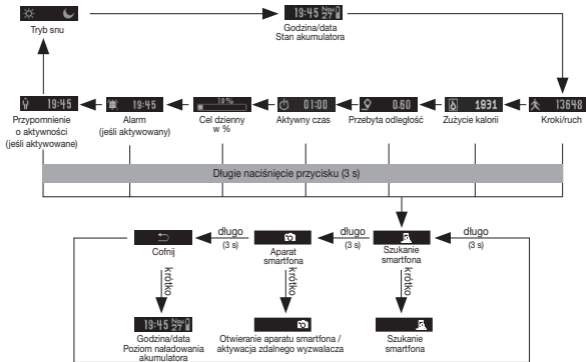 Tryb snu
19:45 Nov 27
Godzina/data
Stan akumulatora
19:45
Przypomnienie
o aktywności
(jeśli aktywowane)
19:45
Alarm
(jeśli aktywowany)
10%
Cel dzienny
w %
01:00
Aktywny czas
0.60
Przebyta odległość
1931
Zużycie kalorii
13648
Kroki/ruch
Długie naciśnięcie przycisku (3 s)
Cofnij
długo
(3 s)
Aparat
smartfona
długo
(3 s)
Szukanie
smartfona
długo
(3 s)
krótko
krótko
krótko
19:45 Nov 27
Godzina/data
Poziom naładowania
akumulatora
Otwieranie aparatu smartfona /
aktywacja zdalnego wyzwalacza
Szukanie
smartfona